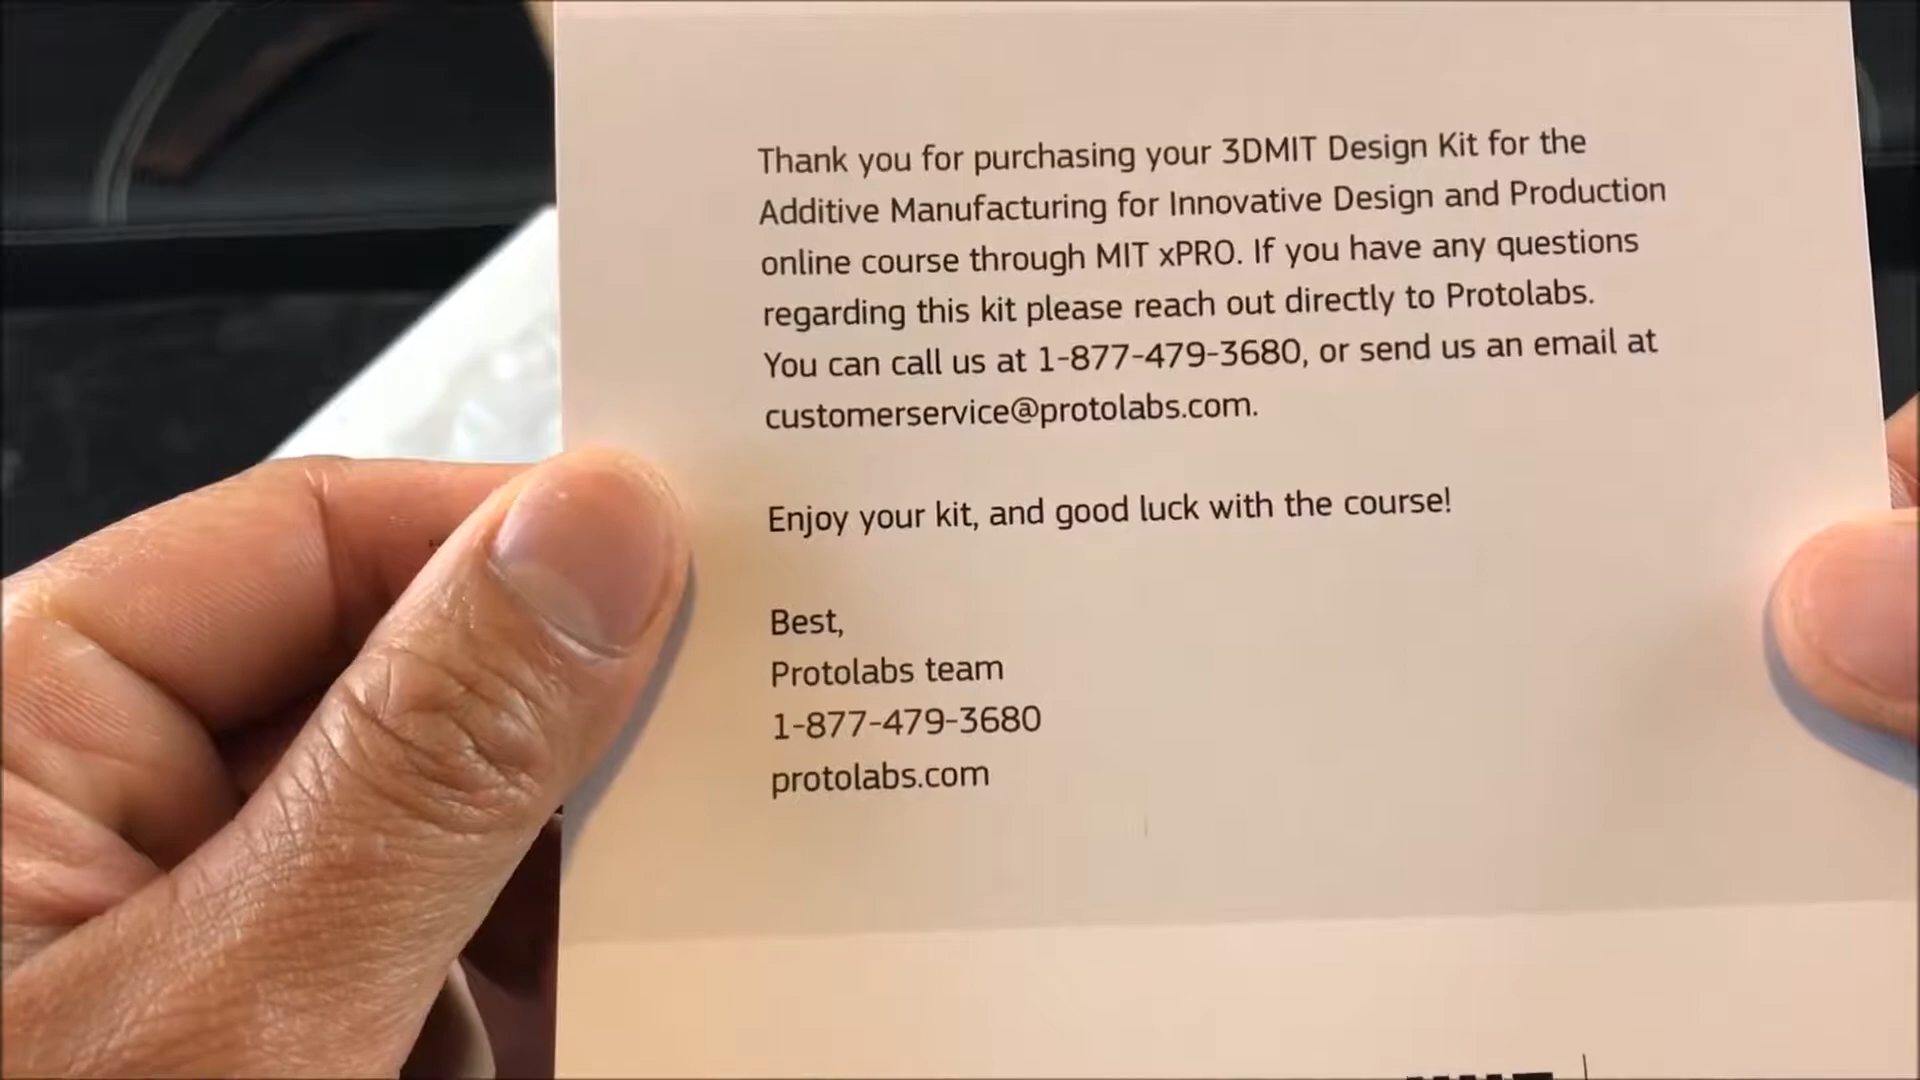 Thank you for purchasing your 3DMIT Design Kit for the
Additive Manufacturing for Innovative Design and Production
online course through MIT xPRO. If you have any questions
regarding this kit please reach out directly to Protolabs.
You can call us at 1-877-479-3680, or send us an email at
customerservice@protolabs.com.
Enjoy your kit, and good luck with the course!
Best,
Protolabs team
1-877-479-3680
protolabs.com